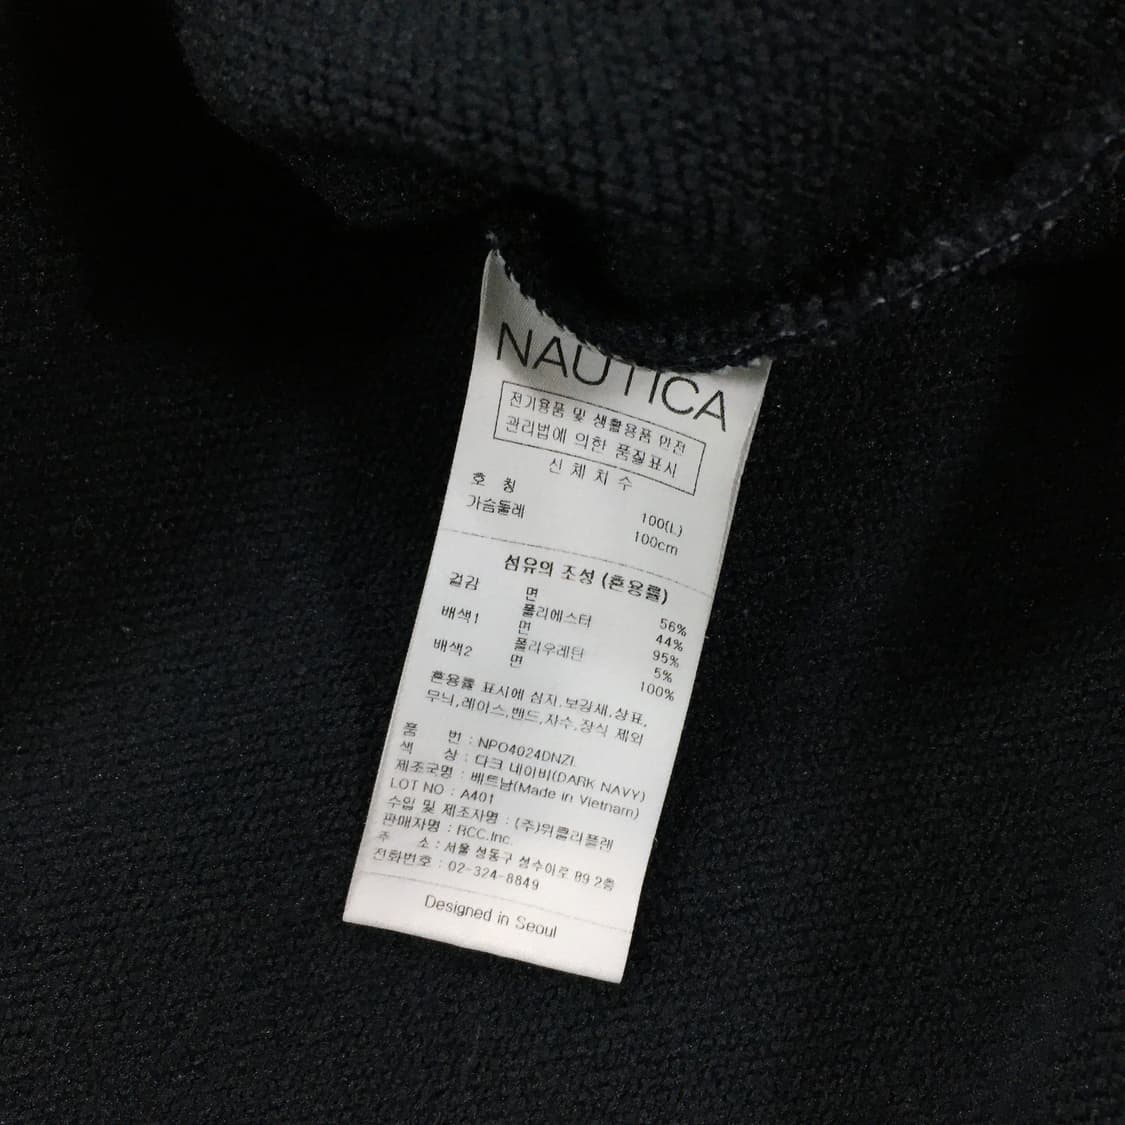 NAUTICA
전기용품 및 생활용품 안전
관리법에 의한 품질표시
신 체 치 수
호 칭 100(L)
가슴둘레 100cm
섬유의 조성 (혼용률)
겉감 면 56%
폴리에스터 44%
배색1 면 95%
폴리우레탄 5%
배색2 면 100%
혼용률 표시에 심지,보강새,상표,
무늬,레이스,밴드,자수,장식 제외
품 번 : NPO4024DNZL
색 상 : 다크 네이비(DARK NAVY)
제조국명 : 베트남(Made in Vietnam)
LOT NO : A401
수입 및 제조자명 : (주)위클리플렌
판매자명 : RCC.Inc.
주 소 : 서울 성동구 성수이로 89 2층
전화번호 : 02-324-8849
Designed in Seoul